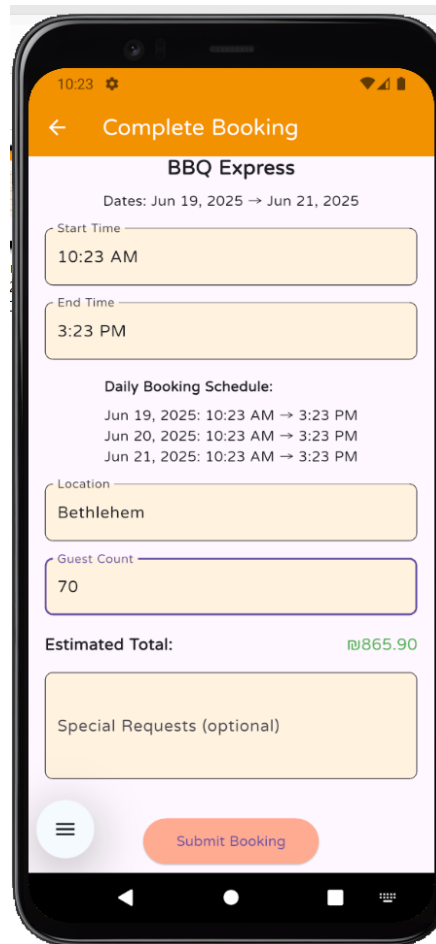 10:23
Complete Booking
BBQ Express
Dates: Jun 19, 2025 → Jun 21, 2025
Start Time
10:23 AM
End Time
3:23 PM
Daily Booking Schedule:
Jun 19, 2025: 10:23 AM → 3:23 PM
Jun 20, 2025: 10:23 AM → 3:23 PM
Jun 21, 2025: 10:23 AM → 3:23 PM
Location
Bethlehem
Guest Count
70
Estimated Total: ₪865.90
Special Requests (optional)
Submit Booking